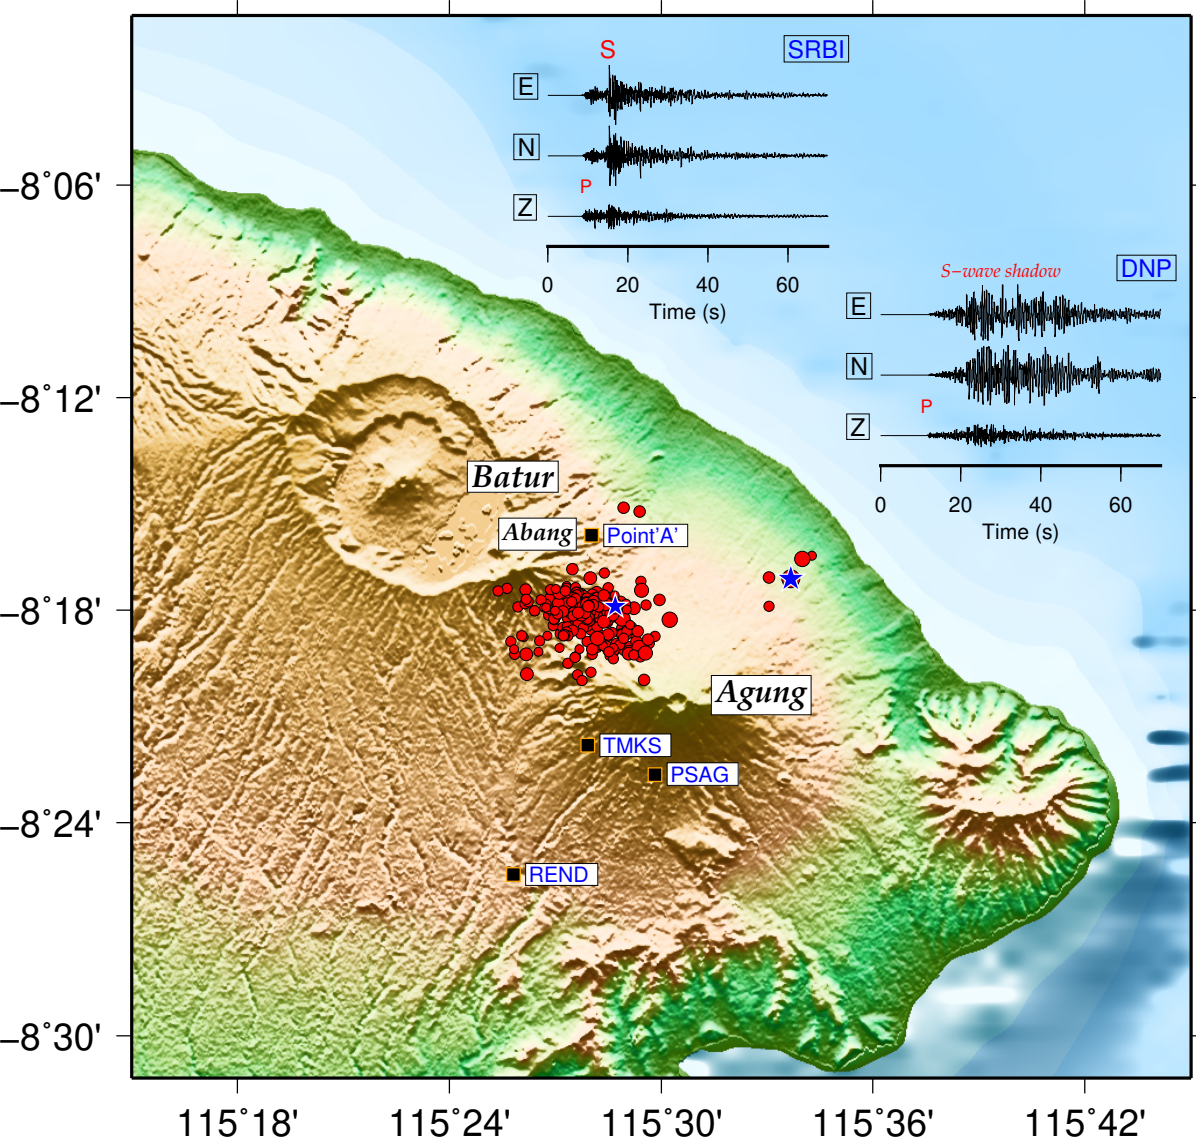 S
SRBI
E
N
P
Z
0 20 40 60
Time (s)
S−wave shadow
DNP
E
N
P
Z
0 20 40 60
Time (s)
−8˚06'
−8˚12'
−8˚18'
−8˚24'
−8˚30'
Batur
Abang
Point'A'
Agung
TMKS
PSAG
REND
115˚18' 115˚24' 115˚30' 115˚36' 115˚42'